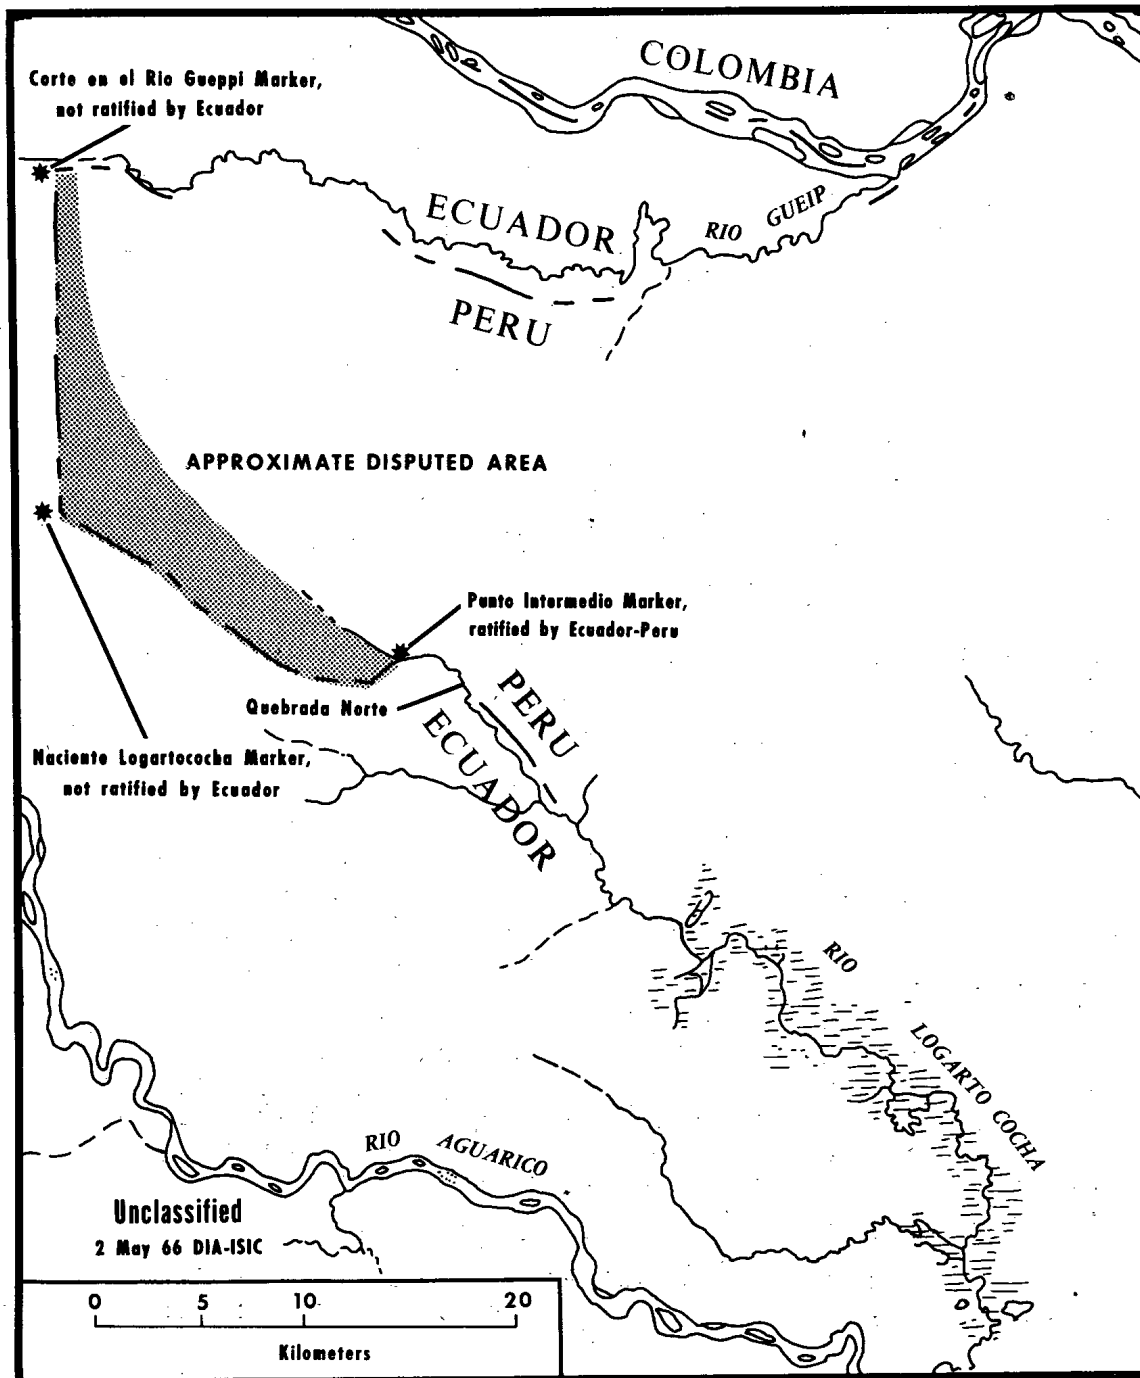 COLOMBIA
Corte en el Rio Gueppi Marker,
not ratified by Ecuador
ECUADOR
RIO GUEIP
PERU
APPROXIMATE DISPUTED AREA
Punto Intermedio Marker,
ratified by Ecuador-Peru
Quebrada Norte
PERU
ECUADOR
Naciente Logartococha Marker,
not ratified by Ecuador
RIO LOGARTO COCHA
RIO AGUARICO
Unclassified
2 May 66 DIA-ISIC
0 5 10 20
Kilometers